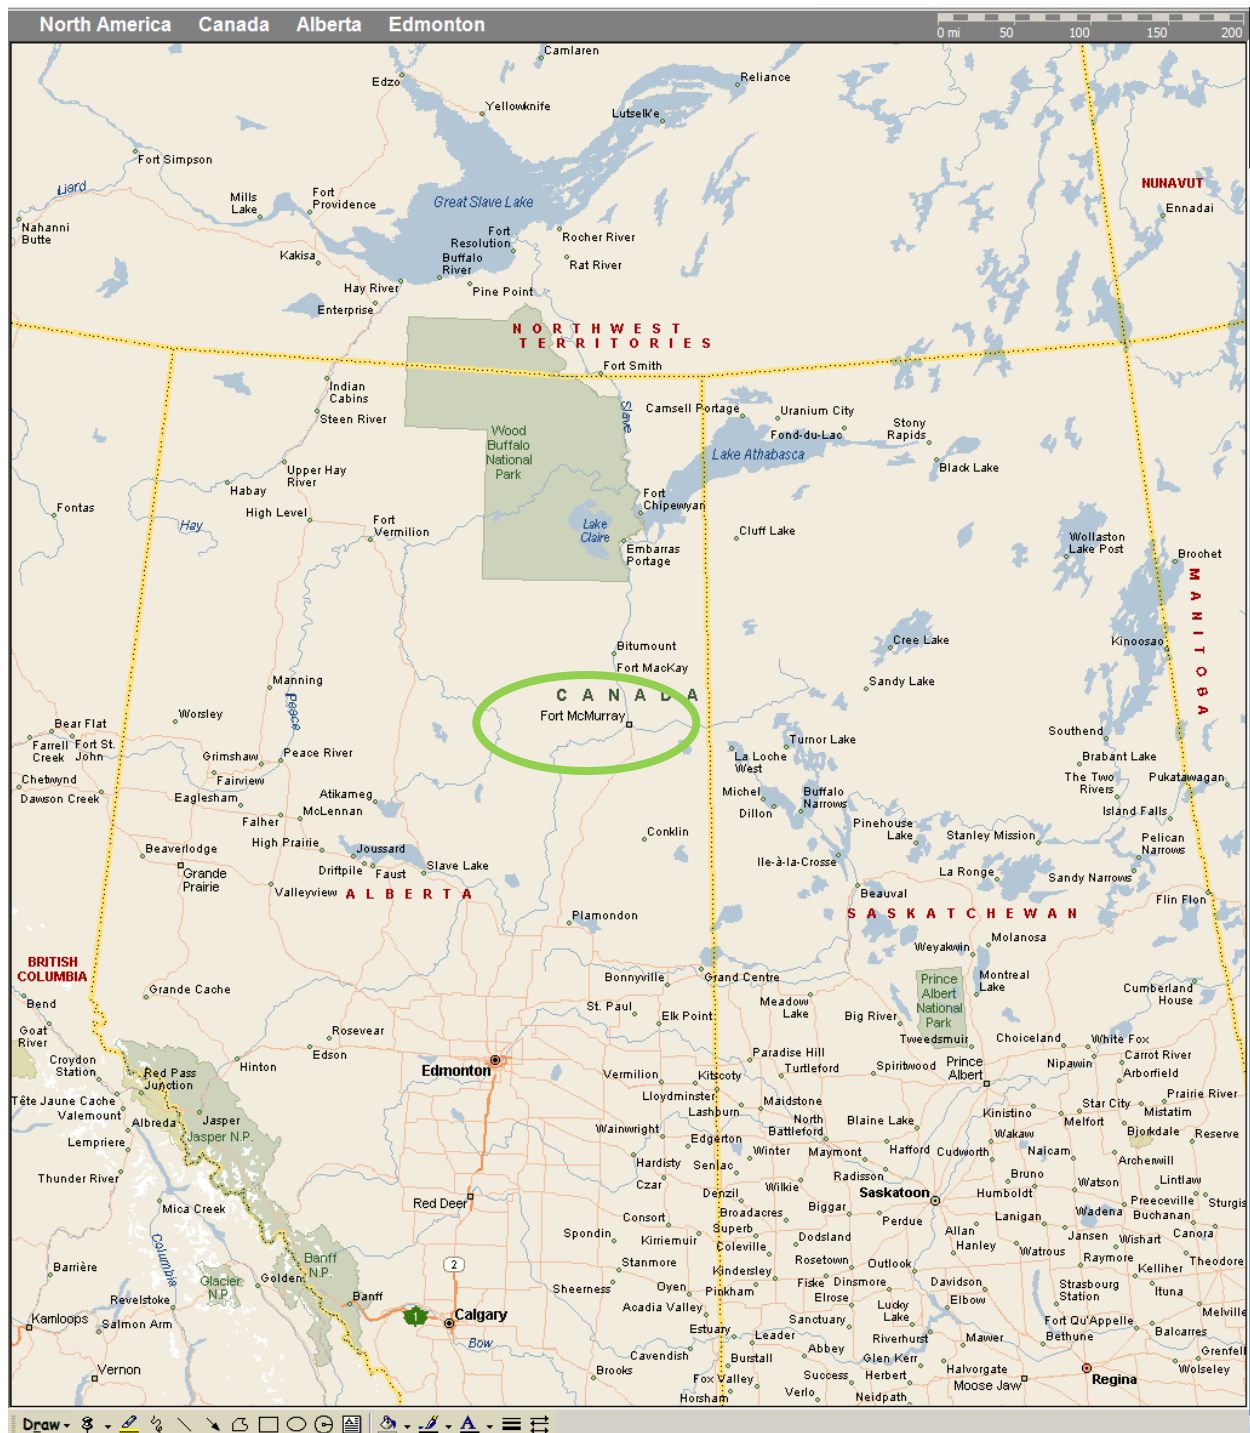 North America Canada Alberta Edmonton
0 mi 50 100 150 200
Camlaren
Edzo
Reliance
Yellowknife
Lutselk'e
Fort Simpson
Liard
Mills
Lake
Fort
Providence
Great Slave Lake
NUNAVUT
Ennadai
Nahanni
Butte
Fort
Resolution
Rocher River
Kakisa
Buffalo
River
Rat River
Hay River
Pine Point
Enterprise
NORTHWEST
TERRITORIES
Fort Smith
Indian
Cabins
Steen River
Slave
Camsell Portage
Uranium City
Fond-du-Lac
Stony
Rapids
Wood
Buffalo
National
Park
Lake Athabasca
Black Lake
Upper Hay
River
Habay
Fort
Chipewyan
Fontas
High Level
Hay
Fort
Vermilion
Lake
Claire
Cluff Lake
Wollaston
Lake Post
Embarras
Portage
Brochet
MANITOBA
Bitumount
Cree Lake
Kinoosao
Fort MacKay
Manning
CANADA
Sandy Lake
Peace
Worsley
Fort McMurray
Bear Flat
Farrell
Creek
Fort St.
John
Turnor Lake
Southend
Grimshaw
Peace River
La Loche
West
Brabant Lake
Chetwynd
Fairview
The Two
Rivers
Pukatawagan
Dawson Creek
Eaglesham
Atikameg
Michel
Buffalo
Narrows
Falher
McLennan
Dillon
Island Falls
Pinehouse
Lake
Conklin
Stanley Mission
Pelican
Narrows
Beaverlodge
High Prairie
Joussard
Ile-à-la-Crosse
Grande
Prairie
Driftpile
Faust
Slave Lake
La Ronge
Sandy Narrows
Valleyview
ALBERTA
Beauval
Flin Flon
Plamondon
SASKATCHEWAN
Molanosa
Weyakwin
BRITISH
COLUMBIA
Bonnyville
Grand Centre
Prince
Albert
National
Park
Montreal
Lake
Grande Cache
Meadow
Lake
Cumberland
House
Bend
St. Paul
Elk Point
Big River
Goat
River
Rosevear
Tweedsmuir
Choiceland
White Fox
Croydon
Station
Edson
Hinton
Paradise Hill
Carrot River
Red Pass
Junction
Edmonton
Vermilion
Kitscoty
Turtleford
Spiritwood
Prince
Albert
Nipawin
Arborfield
Tête Jaune Cache
Lloydminster
Prairie River
Valemount
Lashburn
Maidstone
Kinistino
Star City
Mistatim
Albreda
Jasper
North
Battleford
Blaine Lake
Melfort
Lempriere
Jasper N.P.
Wainwright
Edgerton
Wakaw
Bjorkdale
Reserve
Winter
Maymont
Hafford
Cudworth
Naicam
Archerwill
Thunder River
Hardisty
Senlac
Radisson
Bruno
Lintlaw
Czar
Wilkie
Saskatoon
Humboldt
Watson
Red Deer
Denzil
Preeceville
Sturgis
Mica Creek
Broadacres
Biggar
Lanigan
Wadena
Buchanan
Consort
Perdue
Spondin
Superb
Dodsland
Allan
Jansen
Wishart
Canora
Kirriemuir
Coleville
Hanley
Watrous
Raymore
Columbia
Banff
N.P.
2
Stanmore
Rosetown
Outlook
Kelliher
Theodore
Barrière
Glacier
N.P.
Golden
Kindersley
Sheerness
Oyen
Pinkham
Fiske
Dinsmore
Davidson
Strasbourg
Station
Ituna
Revelstoke
Banff
Acadia Valley
Elrose
Elbow
Melville
Kamloops
Salmon Arm
1
Calgary
Sanctuary
Lucky
Lake
Fort Qu'Appelle
Balcarres
Bow
Estuary
Leader
Riverhurst
Mawer
Bethune
Cavendish
Abbey
Grenfell
Vernon
Brooks
Burstall
Glen Kerr
Halvorgate
Wolseley
Fox Valley
Success
Herbert
Moose Jaw
Regina
Horsham
Verlo
Neidpath
Draw
A